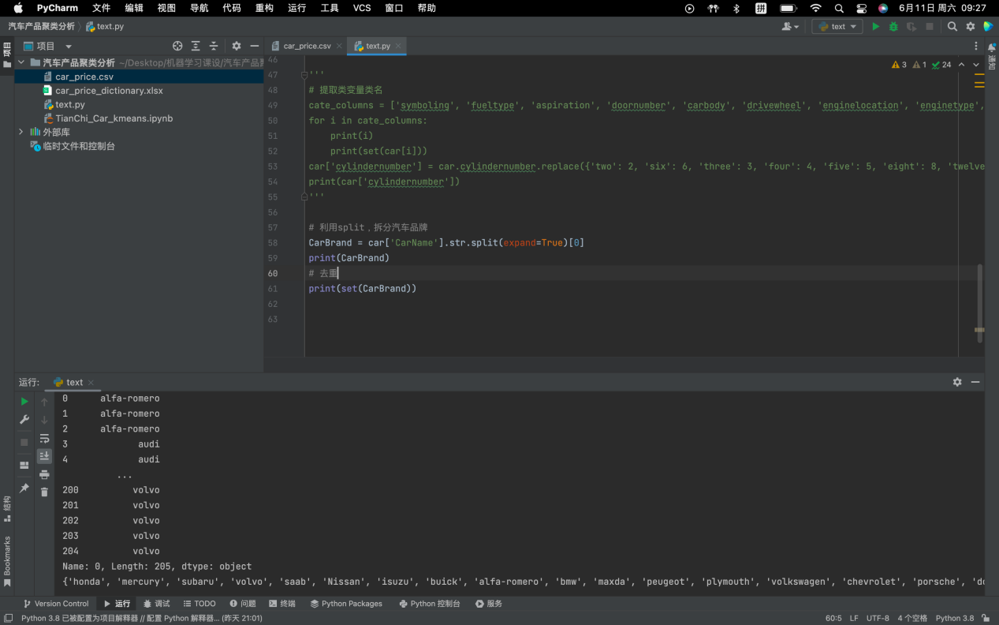 PyCharm 文件 编辑 视图 导航 代码 重构 运行 工具 VCS 窗口 帮助 拼 6月11日 周六 09:27
汽车产品聚类分析 text.py text
项目 car_price.csv text.py
项目
通知
汽车产品聚类分析 ~/Desktop/机器学习课设/汽车产品
car_price.csv
car_price_dictionary.xlsx
text.py
TianChi_Car_kmeans.ipynb
外部库
临时文件和控制台
3 1 24
46
47 '''
48 # 提取类变量类名
49 cate_columns = ['symboling', 'fueltype', 'aspiration', 'doornumber', 'carbody', 'drivewheel', 'enginelocation', 'enginetype',
50 for i in cate_columns:
51 print(i)
52 print(set(car[i]))
53 car['cylindernumber'] = car.cylindernumber.replace({'two': 2, 'six': 6, 'three': 3, 'four': 4, 'five': 5, 'eight': 8, 'twelve
54 print(car['cylindernumber'])
55 '''
56
57 # 利用split，拆分汽车品牌
58 CarBrand = car['CarName'].str.split(expand=True)[0]
59 print(CarBrand)
60 # 去重
61 print(set(CarBrand))
62
63
运行: text
0 alfa-romero
1 alfa-romero
2 alfa-romero
3 audi
4 audi
...
200 volvo
201 volvo
202 volvo
203 volvo
204 volvo
Name: 0, Length: 205, dtype: object
{'honda', 'mercury', 'subaru', 'volvo', 'saab', 'Nissan', 'isuzu', 'buick', 'alfa-romero', 'bmw', 'maxda', 'peugeot', 'plymouth', 'volkswagen', 'chevrolet', 'porsche', 'do
结构
Bookmarks
Version Control 运行 调试 TODO 问题 终端 Python Packages Python 控制台 服务
Python 3.8 已被配置为项目解释器 // 配置 Python 解释器... (昨天 21:01) 60:5 LF UTF-8 4 个空格 Python 3.8